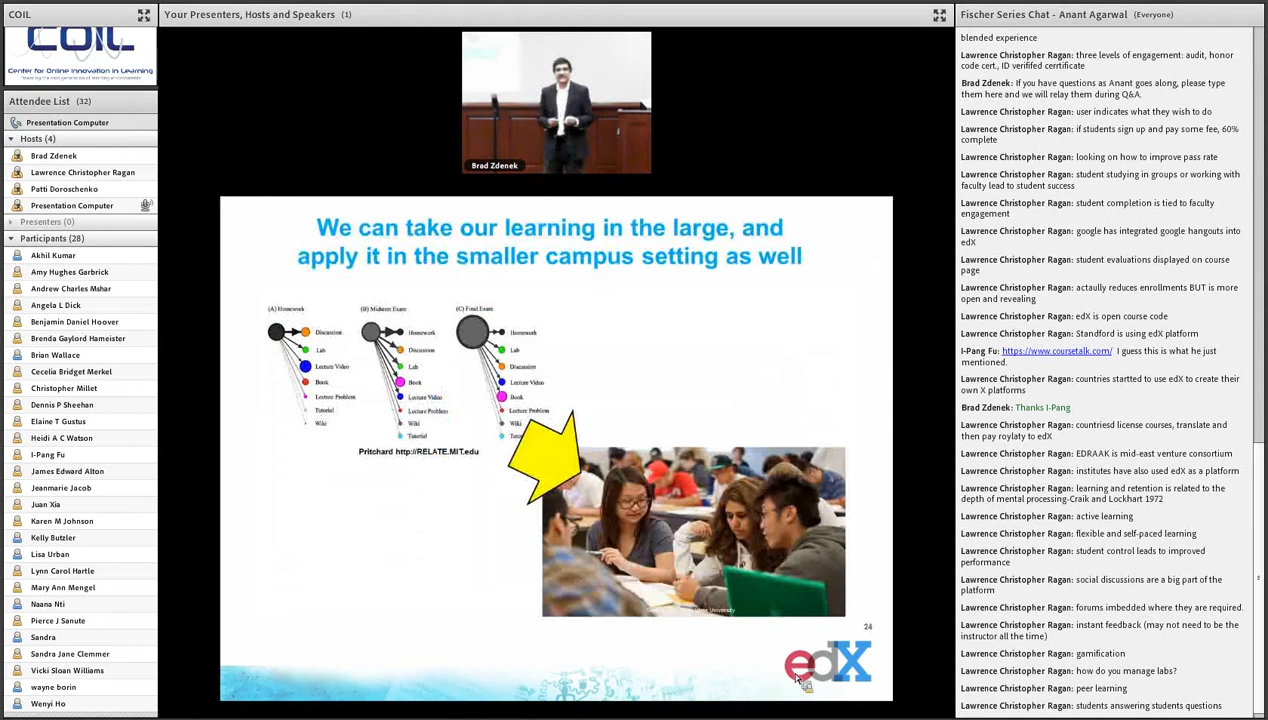 COIL
Your Presenters, Hosts and Speakers (1)
Fischer Series Chat - Anant Agarwal (Everyone)
COIL
Center for Online Innovation in Learning
Attendee List (32)
Presentation Computer
Hosts (4)
Brad Zdenek
Lawrence Christopher Ragan
Patti Doroschenko
Presentation Computer
Presenters (0)
Participants (28)
Akhil Kumar
Amy Hughes Garbrick
Andrew Charles Mshar
Angela L Dick
Benjamin Daniel Hoover
Brenda Gaylord Hameister
Brian Wallace
Cecelia Bridget Merkel
Christopher Millet
Dennis P Sheehan
Elaine T Gustus
Heidi A C Watson
I-Pang Fu
James Edward Alton
Jeanmarie Jacob
Juan Xia
Karen M Johnson
Kelly Butzler
Lisa Urban
Lynn Carol Hartle
Mary Ann Mengel
Naana Nti
Pierce J Sanute
Sandra
Sandra Jane Clemmer
Vicki Sloan Williams
wayne borin
Wenyi Ho
Brad Zdenek
We can take our learning in the large, and
apply it in the smaller campus setting as well
(A) Homework
Discussion
Lab
Lecture Video
Book
Lecture Problem
Tutorial
Wiki
(B) Midterm Exam
Homework
Discussion
Lab
Book
Lecture Video
Lecture Problem
Wiki
Tutorial
(C) Final Exam
Homework
Lab
Discussion
Lecture Video
Book
Lecture Problem
Wiki
Pritchard http://RELATE.MIT.edu
24
edX
blended experience
Lawrence Christopher Ragan: three levels of engagement: audit, honor
code cert., ID verififed cerrtificate
Brad Zdenek: If you have questions as Anant goes along, please type
them here and we will relay them during Q&A.
Lawrence Christopher Ragan: user indicates what they wish to do
Lawrence Christopher Ragan: if students sign up and pay some fee, 60%
complete
Lawrence Christopher Ragan: looking on how to improve pass rate
Lawrence Christopher Ragan: student studying in groups or working with
faculty lead to student success
Lawrence Christopher Ragan: student completion is tied to faculty
engagement
Lawrence Christopher Ragan: google has integrated google hangouts into
edX
Lawrence Christopher Ragan: student evaluations displayed on course
page
Lawrence Christopher Ragan: actaully reduces enrollments BUT is more
open and revealing
Lawrence Christopher Ragan: edX is open course code
Lawrence Christopher Ragan: Standford is using edX platform
I-Pang Fu: https://www.coursetalk.com/ I guess this is what he just
mentioned.
Lawrence Christopher Ragan: countries startted to use edX to create their
own X platforms
Brad Zdenek: Thanks I-Pang
Lawrence Christopher Ragan: countriesd license courses, translate and
then pay roylaty to edX
Lawrence Christopher Ragan: EDRAAK is mid-east venture consortium
Lawrence Christopher Ragan: institutes have also used edX as a platform
Lawrence Christopher Ragan: learning and retention is related to the
depth of mental processing-Craik and Lockhart 1972
Lawrence Christopher Ragan: active learning
Lawrence Christopher Ragan: flexible and self-paced learning
Lawrence Christopher Ragan: student control leads to improved
performance
Lawrence Christopher Ragan: social discussions are a big part of the
platform
Lawrence Christopher Ragan: forums imbedded where they are required.
Lawrence Christopher Ragan: instant feedback (may not need to be the
instructor all the time)
Lawrence Christopher Ragan: gamification
Lawrence Christopher Ragan: how do you manage labs?
Lawrence Christopher Ragan: peer learning
Lawrence Christopher Ragan: students answering students questions